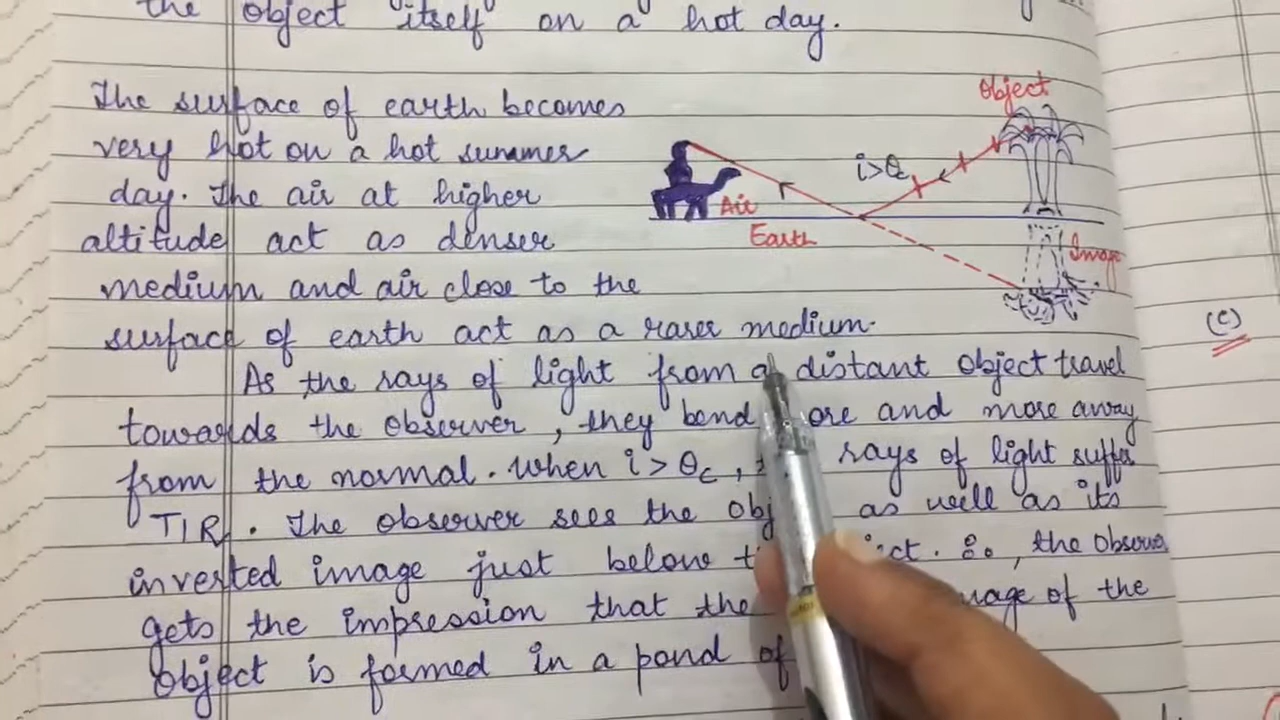 the object itself on a hot day.
The surface of earth becomes
very hot on a hot summer
day. The air at higher
altitude act as denser
medium and air close to the
surface of earth act as a rarer medium.
Object
i>θc
Air
Earth
Image
(C)
As the rays of light from a distant object travel
towards the observer, they bend ore and more away
from the normal. When i > θc, rays of light suffer
TIR. The observer sees the obj as well as its
inverted image just below ject. So, the observer
gets the impression that the mage of the
object is formed in a pond of